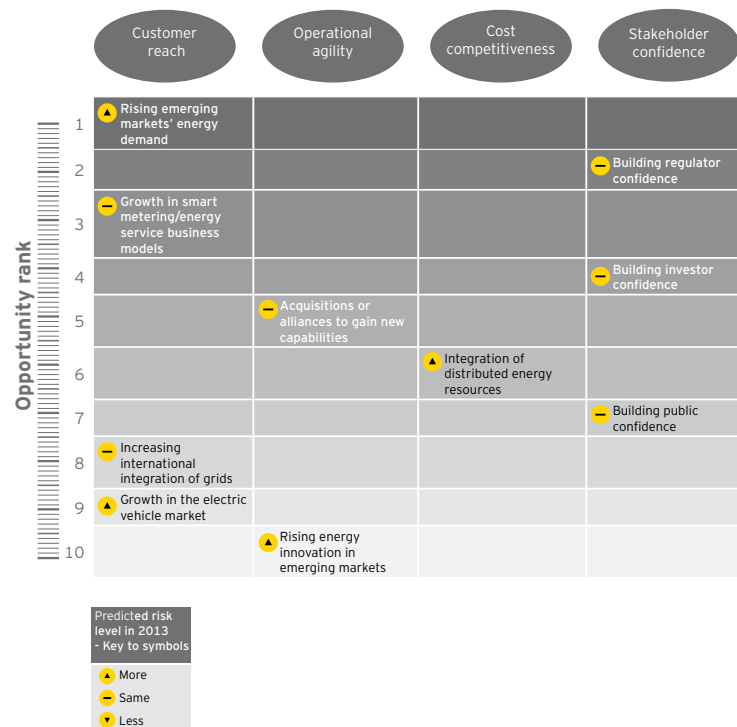 Customer
reach
Operational
agility
Cost
competitiveness
Stakeholder
confidence
Opportunity rank
1
Rising emerging
markets’ energy
demand
2
Building regulator
confidence
3
Growth in smart
metering/energy
service business
models
4
Building investor
confidence
5
Acquisitions or
alliances to gain new
capabilities
6
Integration of
distributed energy
resources
7
Building public
confidence
8
Increasing
international
integration of grids
9
Growth in the electric
vehicle market
10
Rising energy
innovation in
emerging markets
Predicted risk
level in 2013
- Key to symbols
More
Same
Less